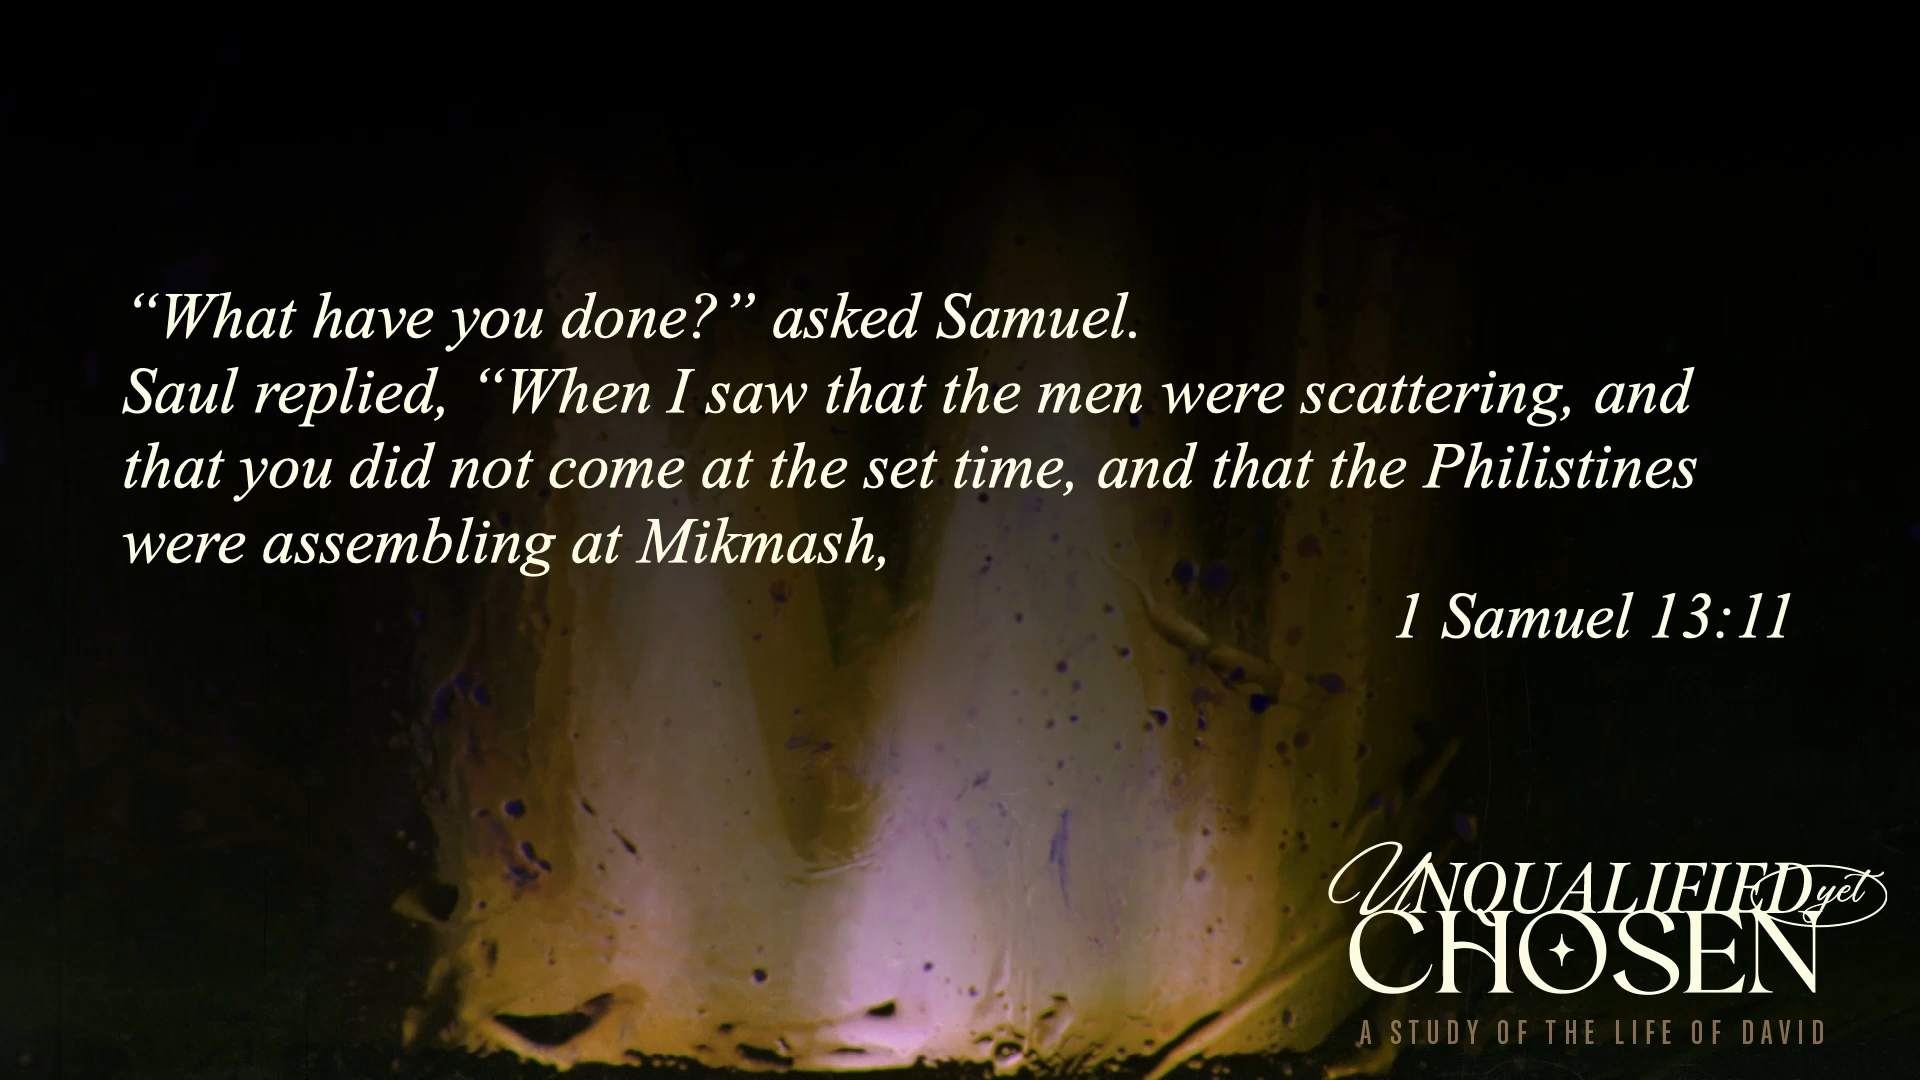 “What have you done?” asked Samuel.
Saul replied, “When I saw that the men were scattering, and
that you did not come at the set time, and that the Philistines
were assembling at Mikmash,
1 Samuel 13:11
UNQUALIFIED yet
CHOSEN
A STUDY OF THE LIFE OF DAVID